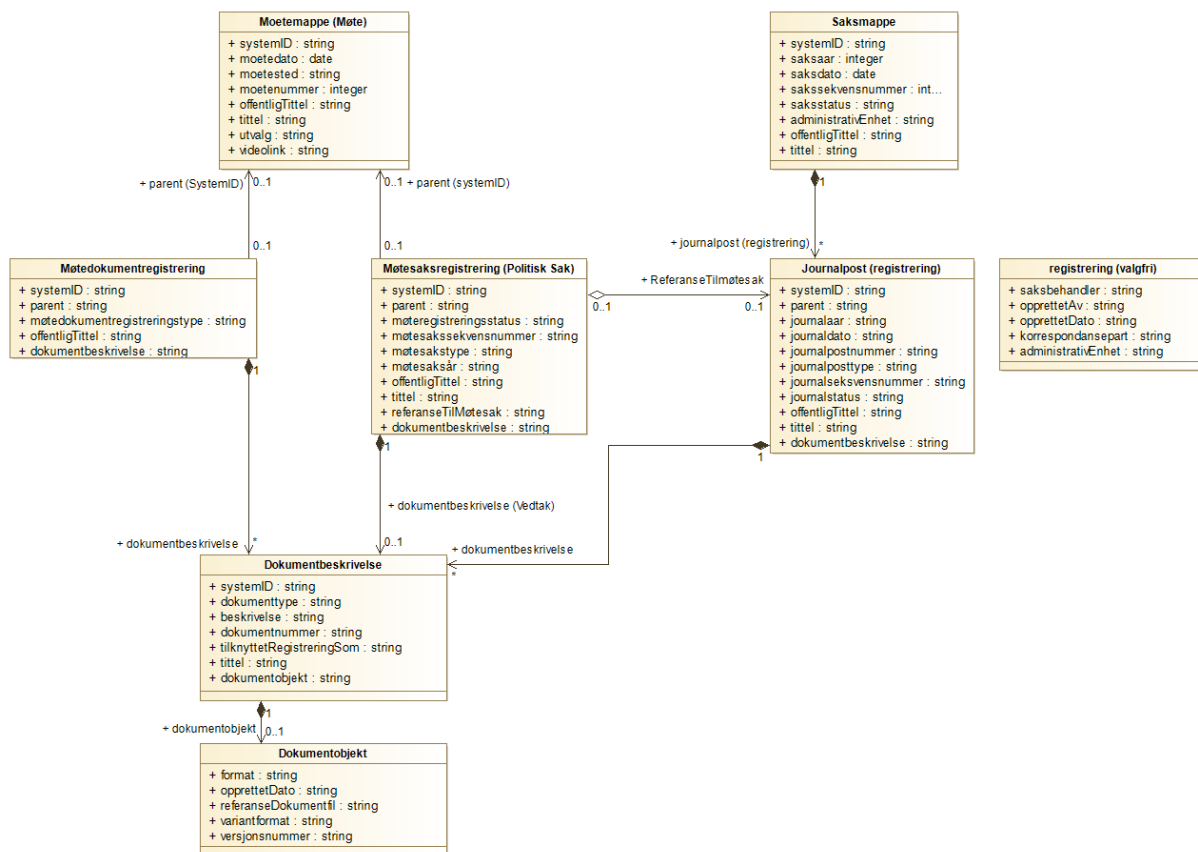 Moetemappe (Møte)
+ systemID : string
+ moetedato : date
+ moetested : string
+ moetenummer : integer
+ offentligTittel : string
+ tittel : string
+ utvalg : string
+ videolink : string
Saksmappe
+ systemID : string
+ saksaar : integer
+ saksdato : date
+ sakssekvensnummer : int...
+ saksstatus : string
+ administrativEnhet : string
+ offentligTittel : string
+ tittel : string
+ parent (SystemID)
0..1
0..1
0..1
+ parent (systemID)
0..1
1
+ journalpost (registrering)
*
Møtedokumentregistrering
+ systemID : string
+ parent : string
+ møtedokumentregistreringstype : string
+ offentligTittel : string
+ dokumentbeskrivelse : string
Møtesaksregistrering (Politisk Sak)
+ systemID : string
+ parent : string
+ møteregistreringsstatus : string
+ møtesakssekvensnummer : string
+ møtesakstype : string
+ møtesaksår : string
+ offentligTittel : string
+ tittel : string
+ referanseTilMøtesak : string
+ dokumentbeskrivelse : string
+ ReferanseTilmøtesak
0..1
0..1
Journalpost (registrering)
+ systemID : string
+ parent : string
+ journalaar : string
+ journaldato : string
+ journalpostnummer : string
+ journalposttype : string
+ journalseksvensnummer : string
+ journalstatus : string
+ offentligTittel : string
+ tittel : string
+ dokumentbeskrivelse : string
registrering (valgfri)
+ saksbehandler : string
+ opprettetAv : string
+ opprettetDato : string
+ korrespondansepart : string
+ administrativEnhet : string
1
+ dokumentbeskrivelse
*
1
+ dokumentbeskrivelse (Vedtak)
0..1
1
+ dokumentbeskrivelse
*
Dokumentbeskrivelse
+ systemID : string
+ dokumenttype : string
+ beskrivelse : string
+ dokumentnummer : string
+ tilknyttetRegistreringSom : string
+ tittel : string
+ dokumentobjekt : string
1
+ dokumentobjekt
0..1
Dokumentobjekt
+ format : string
+ opprettetDato : string
+ referanseDokumentfil : string
+ variantformat : string
+ versjonsnummer : string